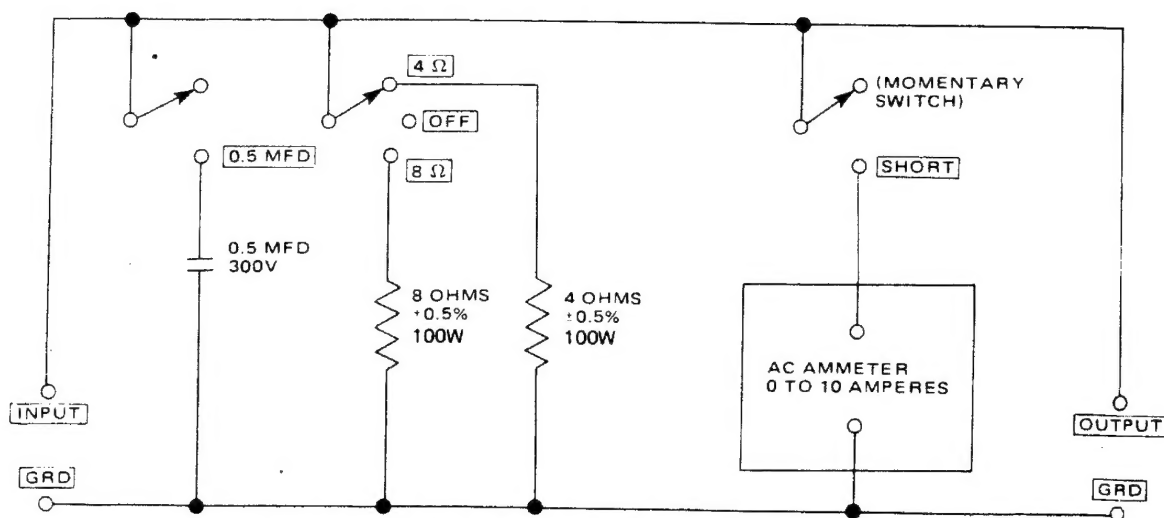 4 Ω
(MOMENTARY
SWITCH)
OFF
0.5 MFD
8 Ω
SHORT
0.5 MFD
300V
8 OHMS
±0.5%
100W
4 OHMS
±0.5%
100W
AC AMMETER
0 TO 10 AMPERES
INPUT
OUTPUT
GRD
GRD